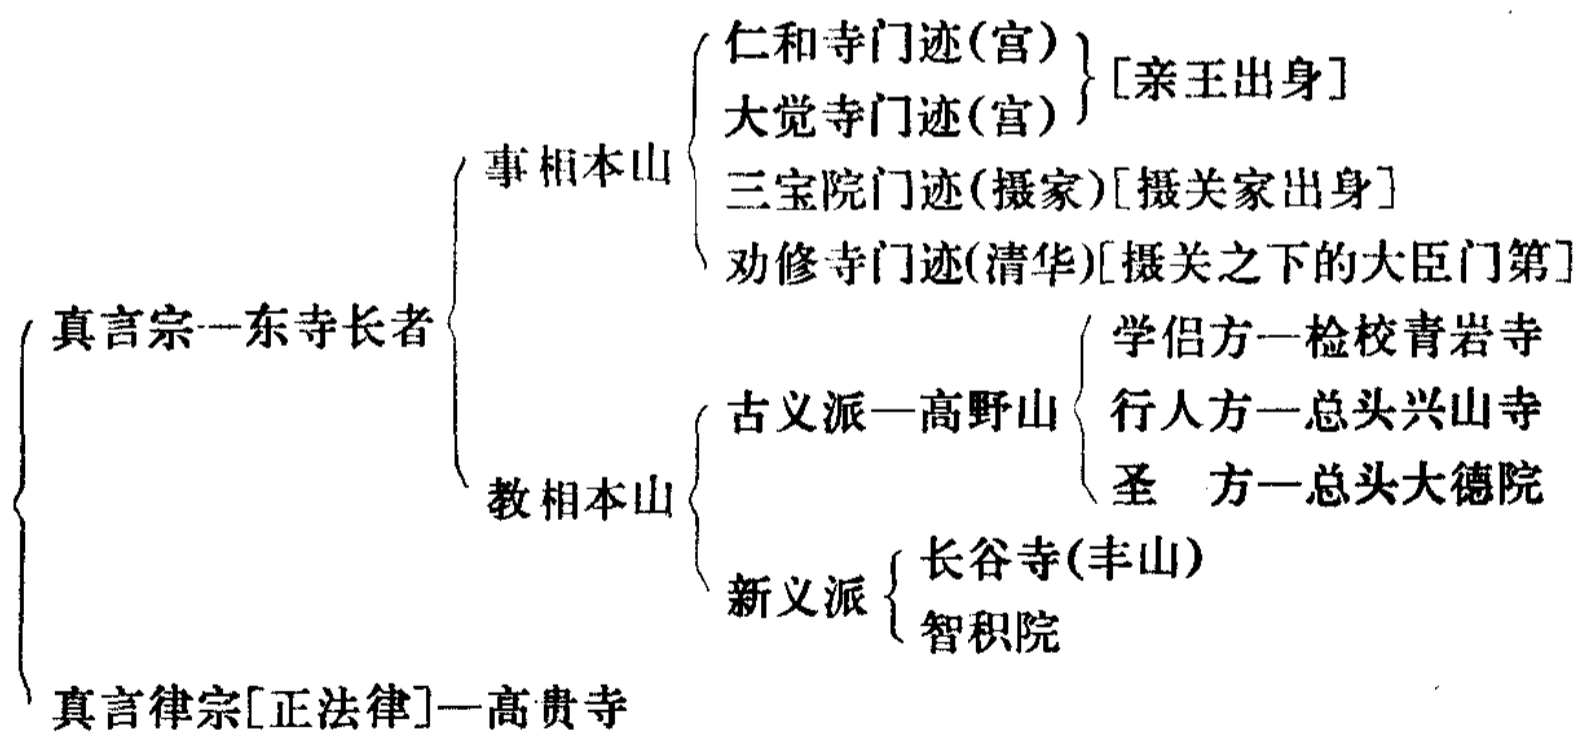 仁和寺门迹(宫)
大觉寺门迹(宫)
[亲王出身]
事相本山
三宝院门迹(摄家)[摄关家出身]
劝修寺门迹(清华)[摄关之下的大臣门第]
真言宗—东寺长者
学侣方—检校青岩寺
古义派—高野山
行人方—总头兴山寺
圣 方—总头大德院
教相本山
长谷寺(丰山)
新义派
智积院
真言律宗[正法律]—高贵寺